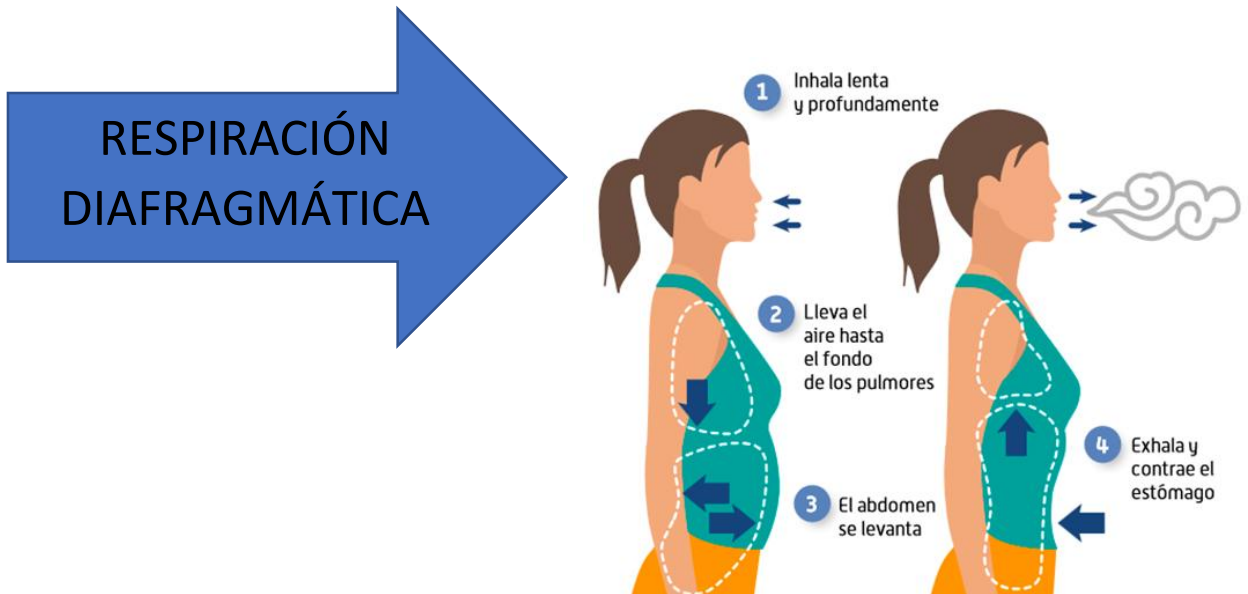 RESPIRACIÓN
DIAFRAGMÁTICA
1
Inhala lenta
y profundamente
2
Lleva el
aire hasta
el fondo
de los pulmores
3
El abdomen
se levanta
4
Exhala y
contrae el
estómago